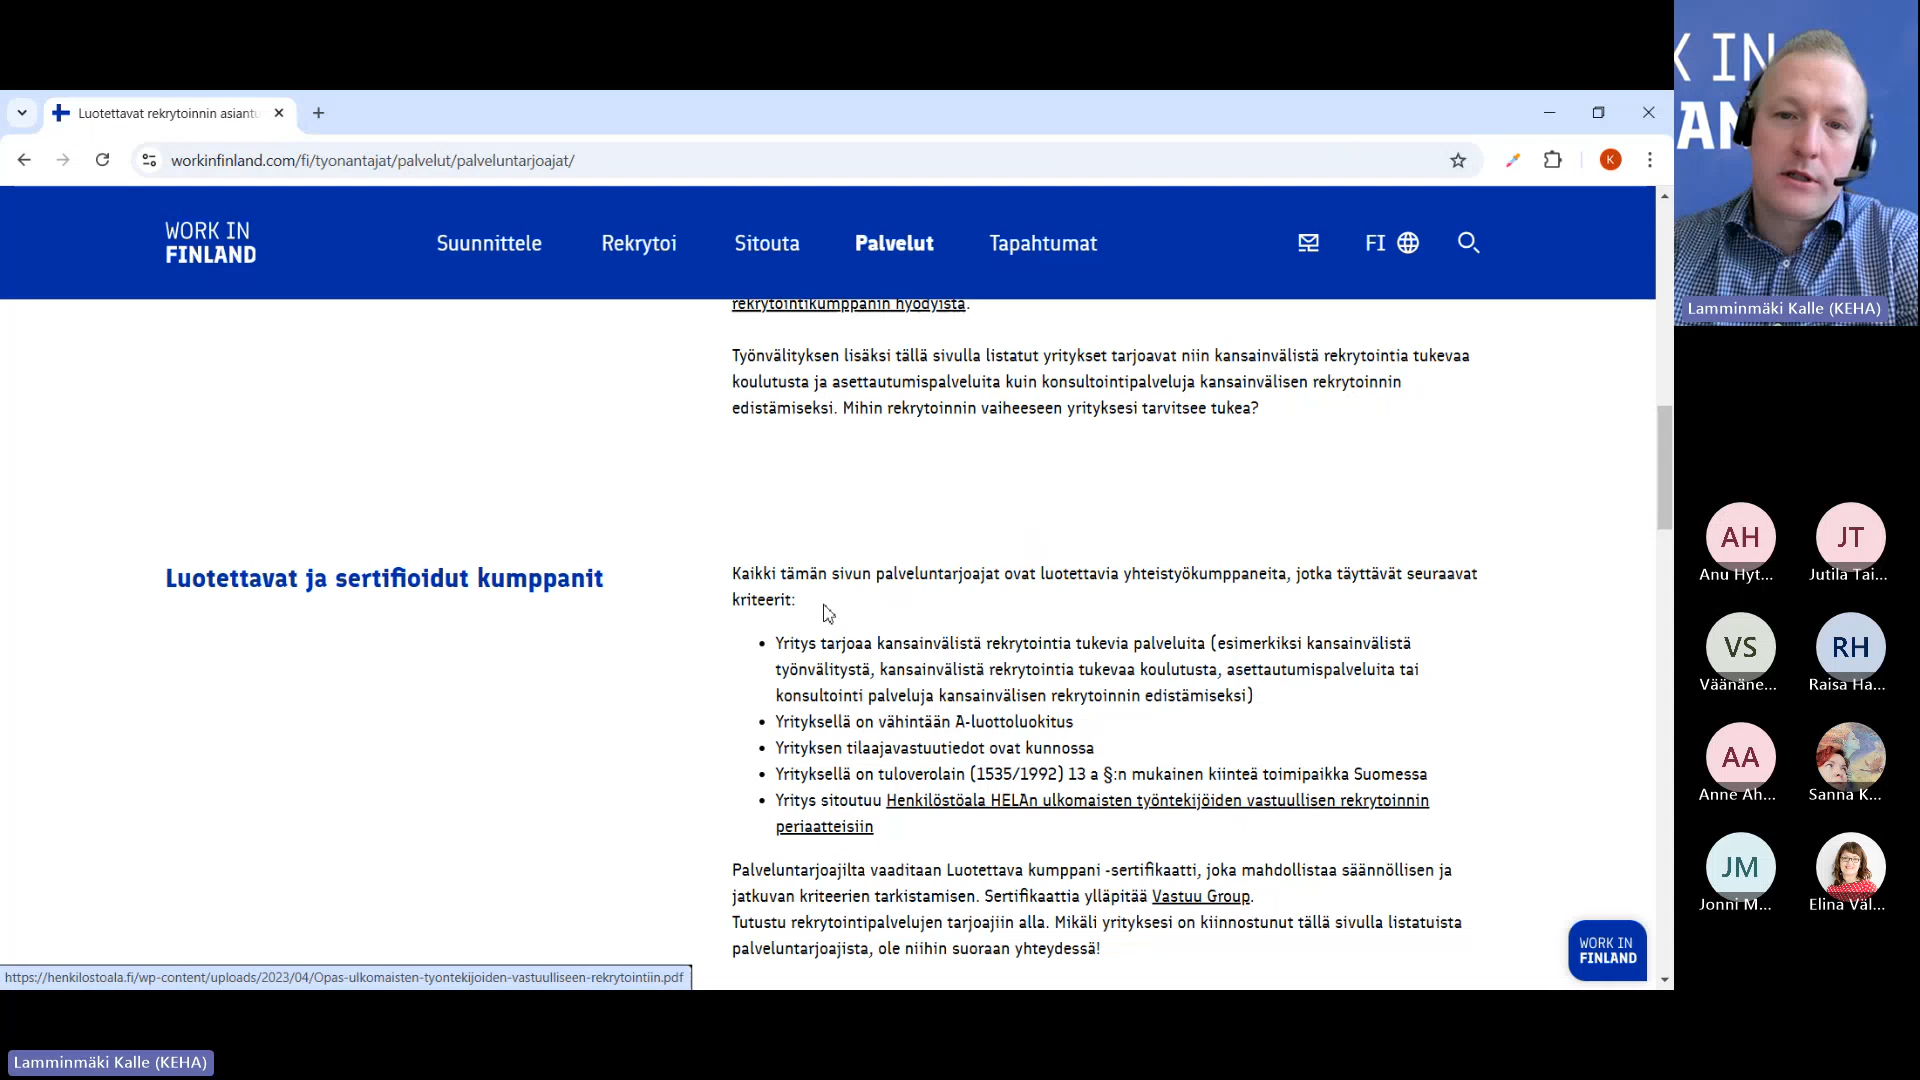 Luotettavat rekrytoinnin asiantu
workinfinland.com/fi/tyonantajat/palvelut/palveluntarjoajat/
K
WORK IN
FINLAND
Suunnittele
Rekrytoi
Sitouta
Palvelut
Tapahtumat
FI
rekrytointikumppanin hyödyistä.
Työnvälityksen lisäksi tällä sivulla listatut yritykset tarjoavat niin kansainvälistä rekrytointia tukevaa
koulutusta ja asettautumispalveluita kuin konsultointipalveluja kansainvälisen rekrytoinnin
edistämiseksi. Mihin rekrytoinnin vaiheeseen yrityksesi tarvitsee tukea?
Luotettavat ja sertifioidut kumppanit
Kaikki tämän sivun palveluntarjoajat ovat luotettavia yhteistyökumppaneita, jotka täyttävät seuraavat
kriteerit:
• Yritys tarjoaa kansainvälistä rekrytointia tukevia palveluita (esimerkiksi kansainvälistä
työnvälitystä, kansainvälistä rekrytointia tukevaa koulutusta, asettautumispalveluita tai
konsultointi palveluja kansainvälisen rekrytoinnin edistämiseksi)
• Yrityksellä on vähintään A-luottoluokitus
• Yrityksen tilaajavastuutiedot ovat kunnossa
• Yrityksellä on tuloverolain (1535/1992) 13 a §:n mukainen kiinteä toimipaikka Suomessa
• Yritys sitoutuu Henkilöstöala HELAn ulkomaisten työntekijöiden vastuullisen rekrytoinnin
periaatteisiin
Palveluntarjoajilta vaaditaan Luotettava kumppani -sertifikaatti, joka mahdollistaa säännöllisen ja
jatkuvan kriteerien tarkistamisen. Sertifikaattia ylläpitää Vastuu Group.
Tutustu rekrytointipalvelujen tarjoajiin alla. Mikäli yrityksesi on kiinnostunut tällä sivulla listatuista
palveluntarjoajista, ole niihin suoraan yhteydessä!
WORK IN
FINLAND
https://henkilostoala.fi/wp-content/uploads/2023/04/Opas-ulkomaisten-tyontekijoiden-vastuulliseen-rekrytointiin.pdf
Lamminmäki Kalle (KEHA)
K IN
AN
Lamminmäki Kalle (KEHA)
AH
Anu Hyt...
JT
Jutila Tai...
VS
Väänäne...
RH
Raisa Ha...
AA
Anne Ah...
Sanna K...
JM
Jonni M...
Elina Väl...